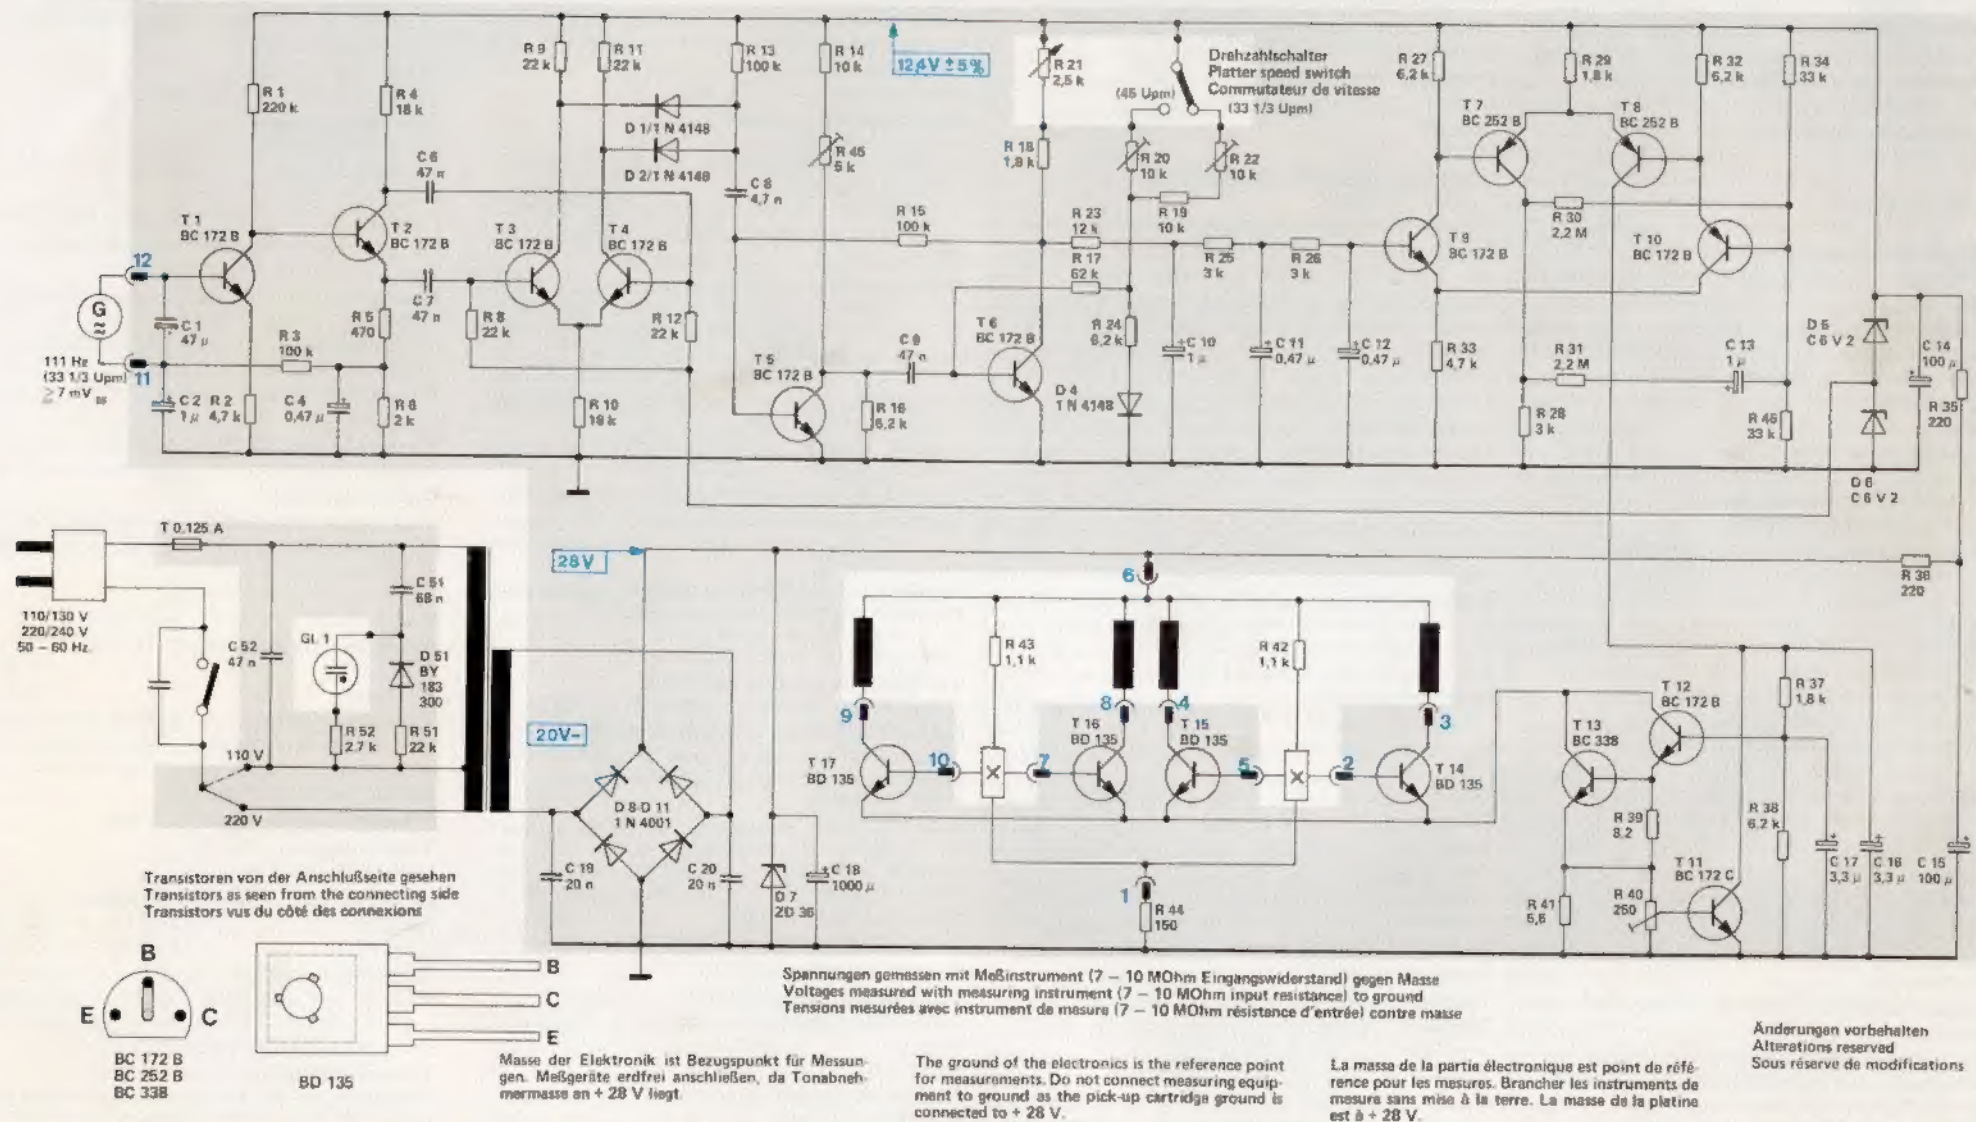 R 1
220 k
R 4
18 k
R 9
22 k
R 11
22 k
R 13
100 k
R 14
10 k
12,4V ± 5%
R 21
2,5 k
Drehzahlschalter
Platter speed switch
Commutateur de vitesse
(45 Upm)
(33 1/3 Upm)
R 27
6,2 k
R 29
1,8 k
R 32
6,2 k
R 34
33 k
D 1/1 N 4148
D 2/1 N 4148
C 6
47 n
C 8
4,7 n
R 45
5 k
R 18
1,8 k
R 20
10 k
R 22
10 k
R 19
10 k
T 7
BC 252 B
T 8
BC 252 B
T 1
BC 172 B
T 2
BC 172 B
T 3
BC 172 B
T 4
BC 172 B
R 15
100 k
R 23
12 k
R 17
62 k
R 25
3 k
R 26
3 k
T 9
BC 172 B
R 30
2,2 M
T 10
BC 172 B
12
G
11
111 Hz
(33 1/3 Upm)
C 1
47 µ
C 2
1 µ
R 2
4,7 k
R 3
100 k
C 4
0,47 µ
R 5
470
R 6
2 k
C 7
47 n
R 8
22 k
R 10
18 k
R 12
22 k
T 5
BC 172 B
R 16
6,2 k
C 9
47 n
T 6
BC 172 B
R 24
6,2 k
D 4
1 N 4148
C 10
1 µ
C 11
0,47 µ
C 12
0,47 µ
R 33
4,7 k
R 31
2,2 M
R 28
3 k
C 13
1 µ
R 46
33 k
D 5
C 6 V 2
D 6
C 6 V 2
C 14
100 µ
R 35
220
T 0,125 A
110/130 V
220/240 V
50 – 60 Hz
C 52
47 n
GL 1
C 51
68 n
D 51
BY
183
300
R 52
2,7 k
R 51
22 k
110 V
220 V
28V
20V~
D 8-D 11
1 N 4001
C 19
20 n
C 20
20 n
D 7
ZD 36
C 18
1000 µ
6
R 43
1,1 k
R 42
1,1 k
9
8
4
3
T 17
BD 135
10
7
T 16
BD 135
T 15
BD 135
5
2
T 14
BD 135
1
R 44
150
R 36
220
T 12
BC 172 B
T 13
BC 338
R 37
1,8 k
R 38
6,2 k
R 39
8,2
T 11
BC 172 C
R 40
250
R 41
5,6
C 17
3,3 µ
C 16
3,3 µ
C 15
100 µ
Transistoren von der Anschlußseite gesehen
Transistors as seen from the connecting side
Transistors vus du côté des connexions
B
E
C
BC 172 B
BC 252 B
BC 338
B
C
E
BD 135
Spannungen gemessen mit Meßinstrument (7 – 10 MOhm Eingangswiderstand) gegen Masse
Voltages measured with measuring instrument (7 – 10 MOhm input resistance) to ground
Tensions mesurées avec instrument de mesure (7 – 10 MOhm résistance d'entrée) contre masse
Masse der Elektronik ist Bezugspunkt für Messun-
gen. Meßgeräte erdfrei anschließen, da Tonabneh-
mermasse an + 28 V liegt.
The ground of the electronics is the reference point
for measurements. Do not connect measuring equip-
ment to ground as the pick-up cartridge ground is
connected to + 28 V.
La masse de la partie électronique est point de réfé-
rence pour les mesures. Brancher les instruments de
mesure sans mise à la terre. La masse de la platine
est à + 28 V.
Änderungen vorbehalten
Alterations reserved
Sous réserve de modifications